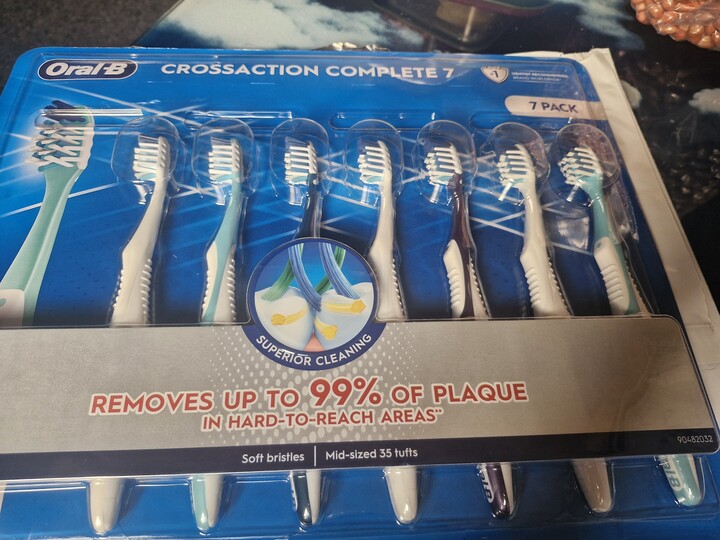 Oral-B
CROSSACTION COMPLETE 7
#1
7 PACK
SUPERIOR CLEANING
REMOVES UP TO 99% OF PLAQUE
IN HARD-TO-REACH AREAS**
90482032
Soft bristles | Mid-sized 35 tufts